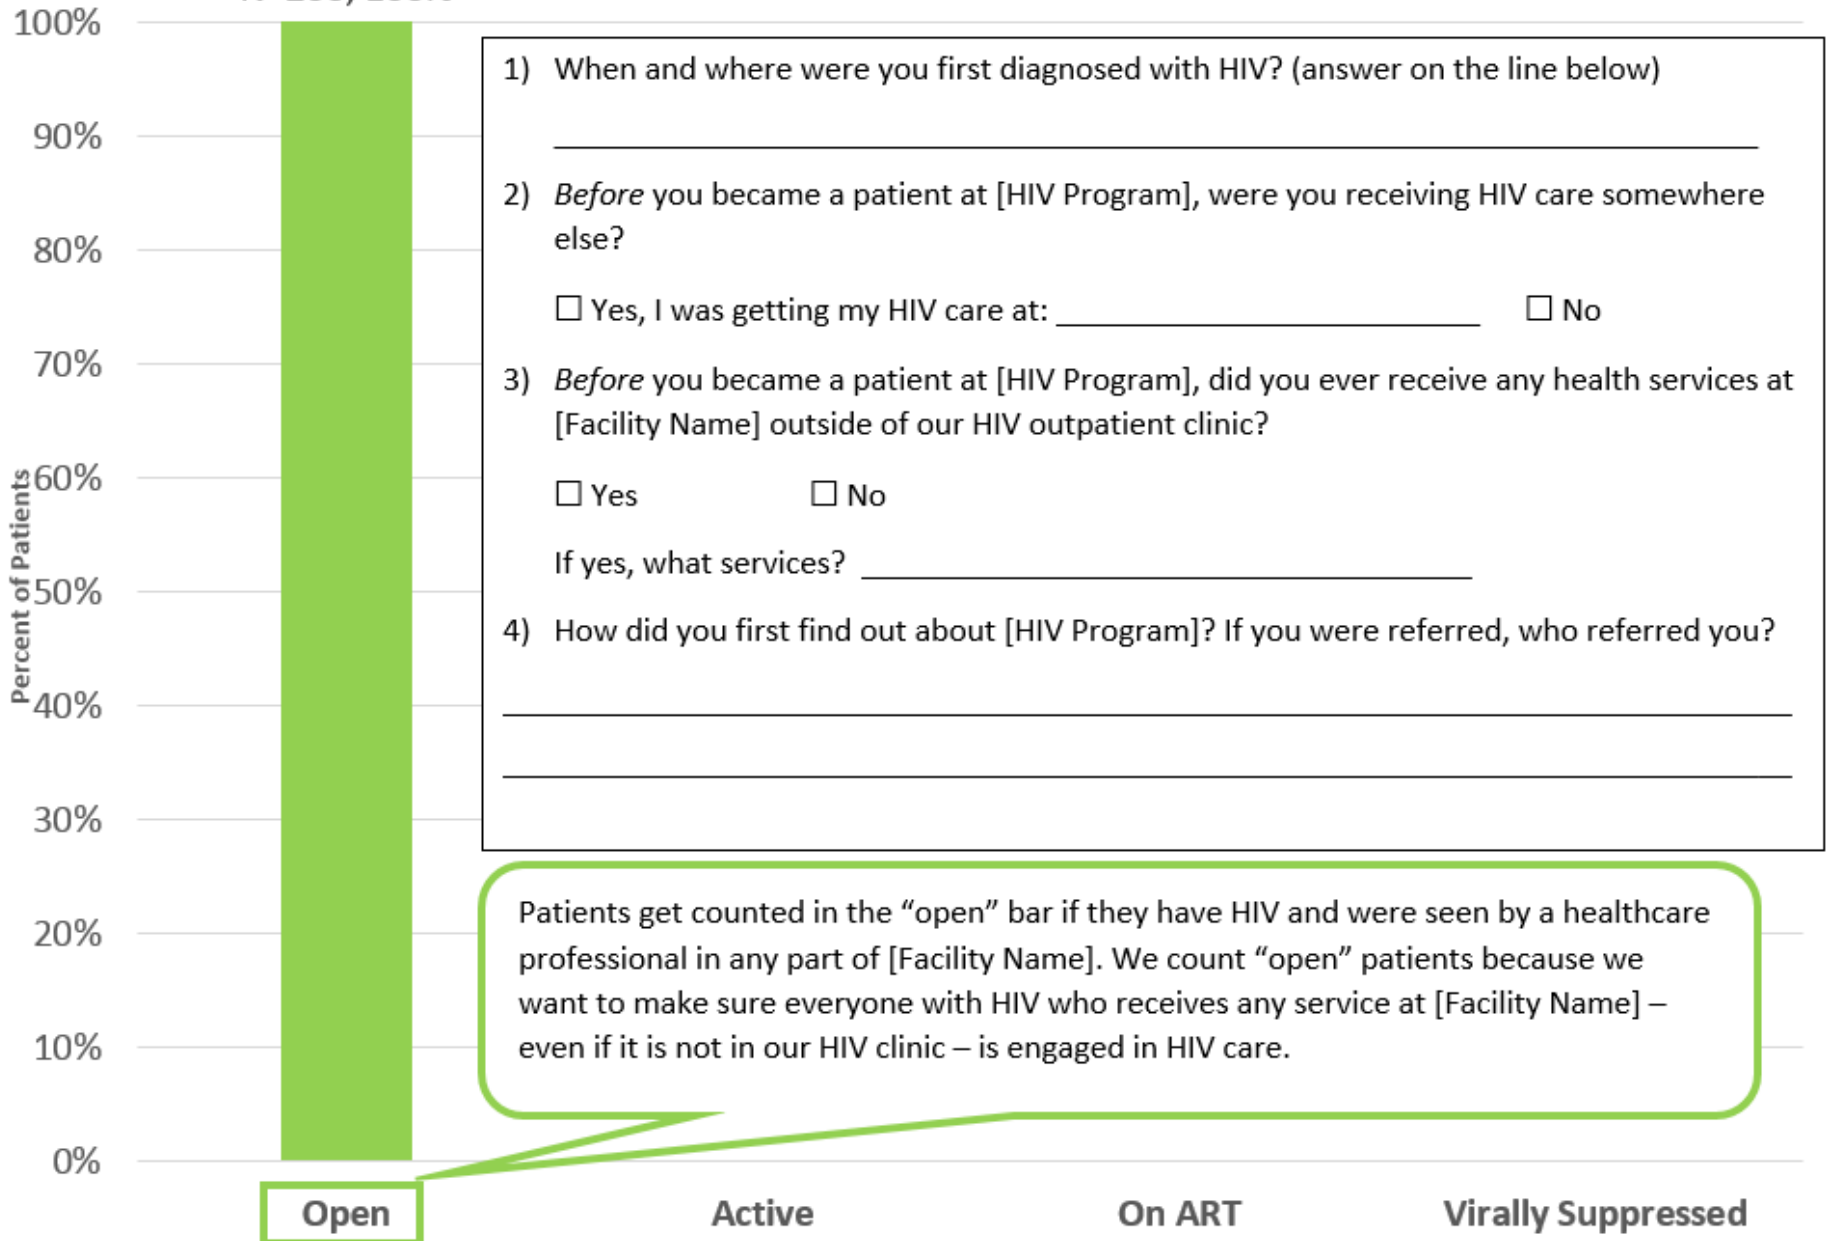 100%
1) When and where were you first diagnosed with HIV? (answer on the line below)
90%
2) Before you became a patient at [HIV Program], were you receiving HIV care somewhere
else?
80%
☐ Yes, I was getting my HIV care at: ☐ No
70%
3) Before you became a patient at [HIV Program], did you ever receive any health services at
[Facility Name] outside of our HIV outpatient clinic?
60%
☐ Yes ☐ No
If yes, what services?
50%
4) How did you first find out about [HIV Program]? If you were referred, who referred you?
40%
30%
Percent of Patients
Patients get counted in the “open” bar if they have HIV and were seen by a healthcare
professional in any part of [Facility Name]. We count “open” patients because we
want to make sure everyone with HIV who receives any service at [Facility Name] –
even if it is not in our HIV clinic – is engaged in HIV care.
20%
10%
0%
Open Active On ART Virally Suppressed